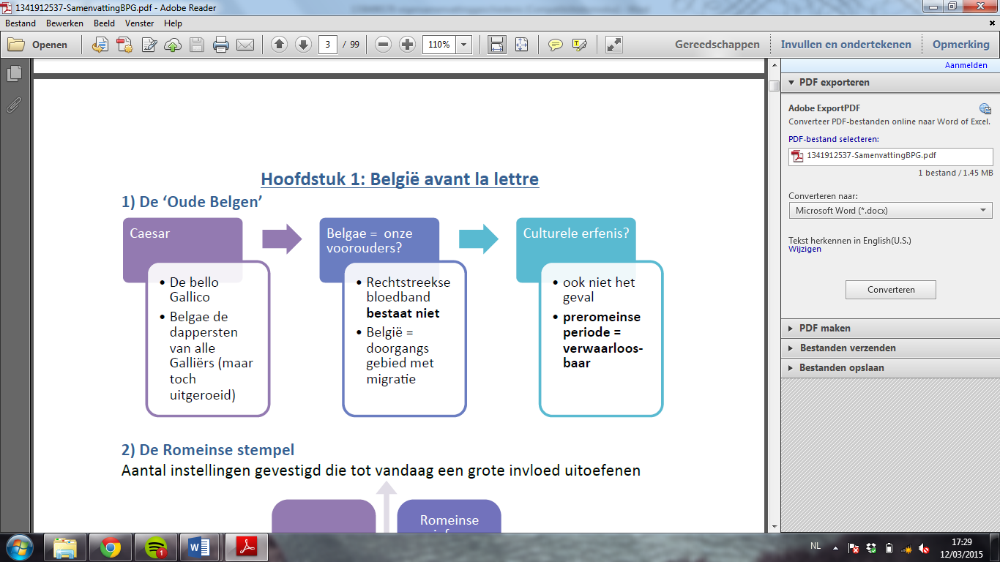 1341912537-SamenvattingBPG.pdf - Adobe Reader
Bestand Bewerken Beeld Venster Help
Openen 3 / 99 110% Gereedschappen Invullen en ondertekenen Opmerking
Aanmelden
PDF exporteren
Adobe ExportPDF
Converteer PDF-bestanden online naar Word of Excel.
PDF-bestand selecteren:
1341912537-SamenvattingBPG.pdf
1 bestand / 1.45 MB
Converteren naar:
Microsoft Word (*.docx)
Tekst herkennen in English(U.S.)
Wijzigen
Converteren
PDF maken
Bestanden verzenden
Bestanden opslaan
Hoofdstuk 1: België avant la lettre
1) De ‘Oude Belgen’
Caesar
• De bello
Gallico
• Belgae de
dappersten
van alle
Galliërs (maar
toch
uitgeroeid)
Belgae = onze
voorouders?
• Rechtstreekse
bloedband
bestaat niet
• België =
doorgangs
gebied met
migratie
Culturele erfenis?
• ook niet het
geval
• preromeinse
periode =
verwaarloos-
baar
2) De Romeinse stempel
Aantal instellingen gevestigd die tot vandaag een grote invloed uitoefenen
Romeinse
NL
17:29
12/03/2015